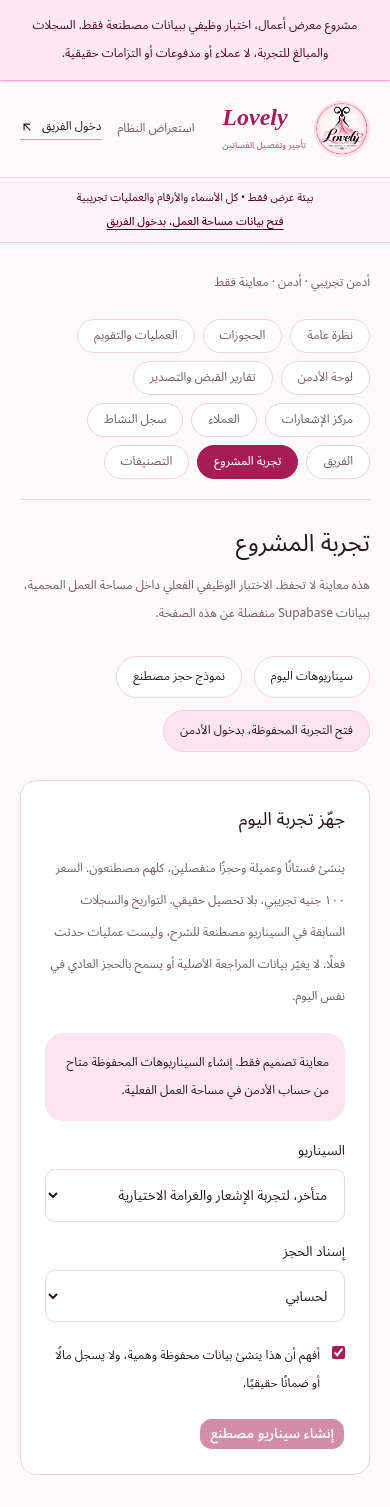 مشروع معرض أعمال، اختبار وظيفي ببيانات مصطنعة فقط. السجلات
والمبالغ للتجربة، لا عملاء أو مدفوعات أو التزامات حقيقية.
Lovely
Lovely
تأجير وتفصيل الفساتين
استعراض النظام
دخول الفريق
بيئة عرض فقط • كل الأسماء والأرقام والعمليات تجريبية
فتح بيانات مساحة العمل، بدخول الفريق
أدمن تجريبي · أدمن · معاينة فقط
نظرة عامة
الحجوزات
العمليات والتقويم
لوحة الأدمن
تقارير القبض والتصدير
مركز الإشعارات
العملاء
سجل النشاط
الفريق
تجربة المشروع
التصنيفات
تجربة المشروع
هذه معاينة لا تحفظ. الاختبار الوظيفي الفعلي داخل مساحة العمل المحمية،
ببيانات Supabase منفصلة عن هذه الصفحة.
سيناريوهات اليوم
نموذج حجز مصطنع
فتح التجربة المحفوظة، بدخول الأدمن
جهّز تجربة اليوم
ينشئ فستانًا وعميلة وحجزًا منفصلين، كلهم مصطنعون. السعر
١٠٠ جنيه تجريبي، بلا تحصيل حقيقي. التواريخ والسجلات
السابقة في السيناريو مصطنعة للشرح، وليست عمليات حدثت
فعلًا. لا يغيّر بيانات المراجعة الأصلية أو يسمح بالحجز العادي في
نفس اليوم.
معاينة تصميم فقط. إنشاء السيناريوهات المحفوظة متاح
من حساب الأدمن في مساحة العمل الفعلية.
السيناريو
متأخر، لتجربة الإشعار والغرامة الاختيارية
إسناد الحجز
لحسابي
أفهم أن هذا ينشئ بيانات محفوظة وهمية، ولا يسجل مالًا
أو ضمانًا حقيقيًا.
إنشاء سيناريو مصطنع